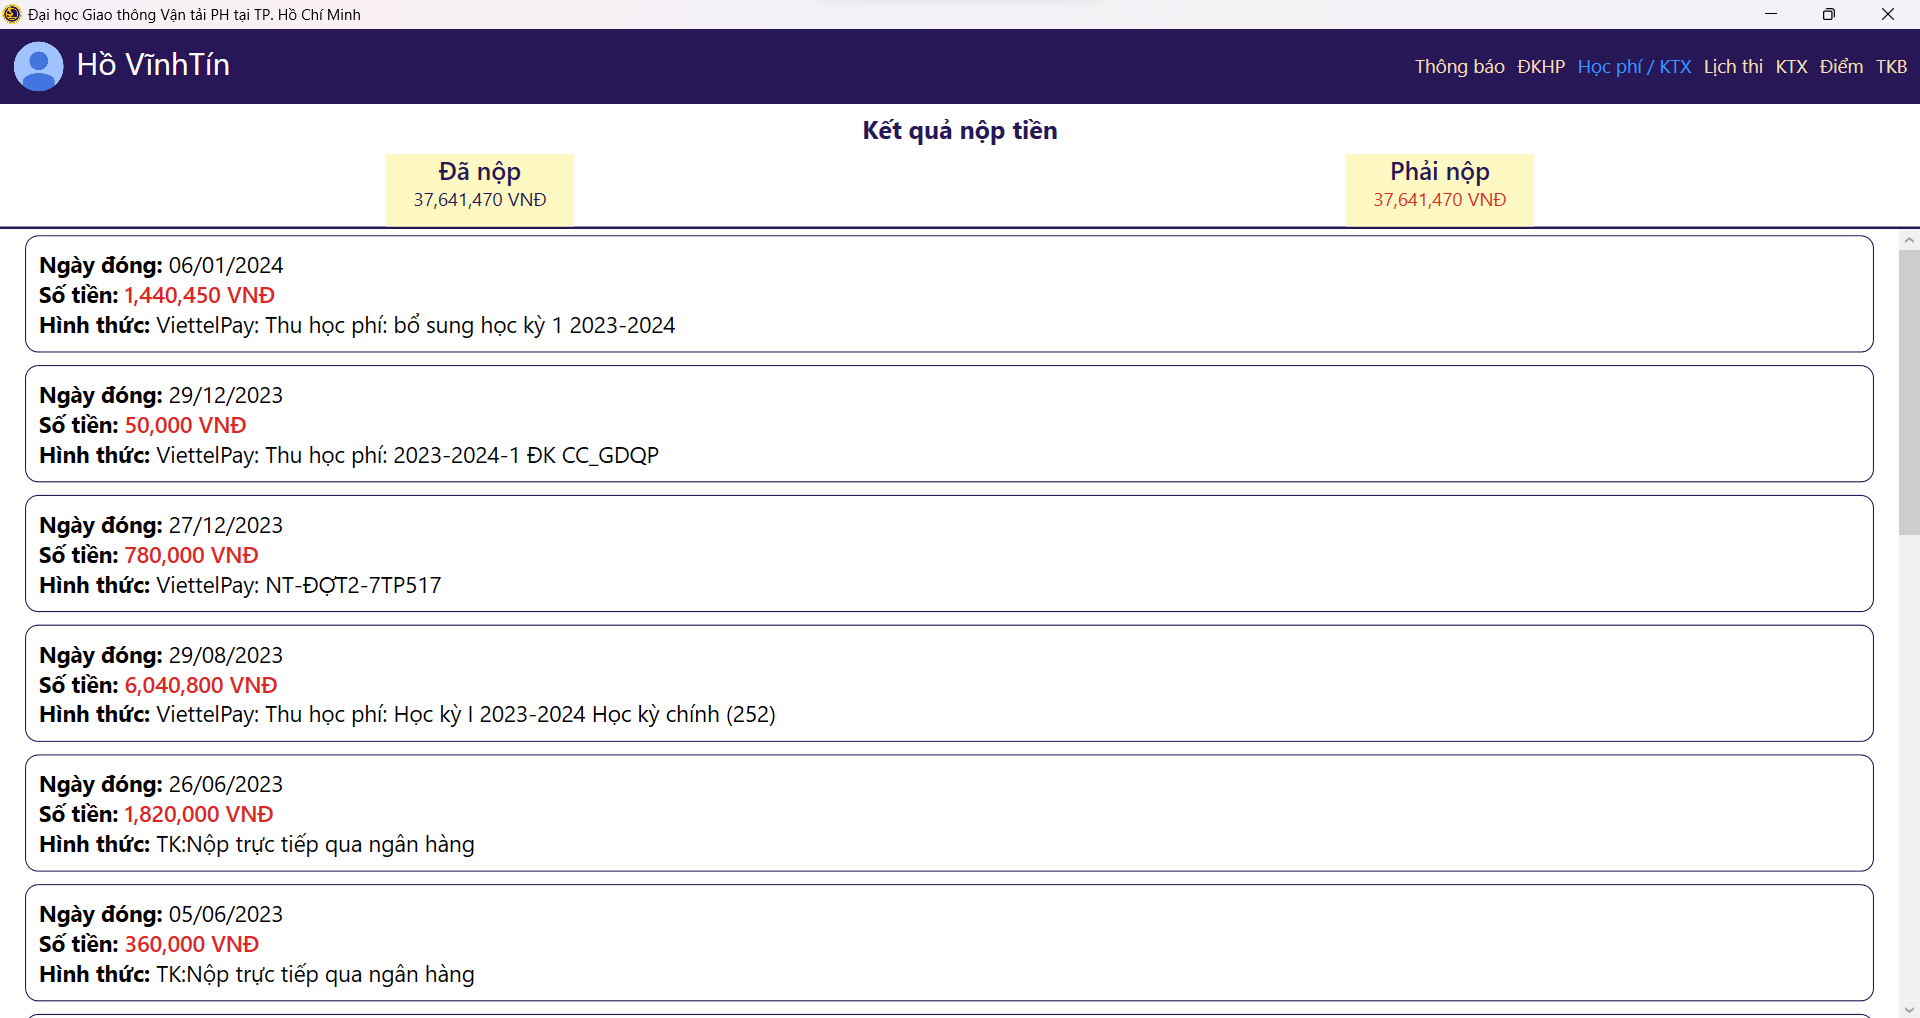 Đại học Giao thông Vận tải PH tại TP. Hồ Chí Minh
Hồ VĩnhTín
Thông báo ĐKHP Học phí / KTX Lịch thi KTX Điểm TKB
Kết quả nộp tiền
Đã nộp
37,641,470 VNĐ
Phải nộp
37,641,470 VNĐ
Ngày đóng: 06/01/2024
Số tiền: 1,440,450 VNĐ
Hình thức: ViettelPay: Thu học phí: bổ sung học kỳ 1 2023-2024
Ngày đóng: 29/12/2023
Số tiền: 50,000 VNĐ
Hình thức: ViettelPay: Thu học phí: 2023-2024-1 ĐK CC_GDQP
Ngày đóng: 27/12/2023
Số tiền: 780,000 VNĐ
Hình thức: ViettelPay: NT-ĐỢT2-7TP517
Ngày đóng: 29/08/2023
Số tiền: 6,040,800 VNĐ
Hình thức: ViettelPay: Thu học phí: Học kỳ I 2023-2024 Học kỳ chính (252)
Ngày đóng: 26/06/2023
Số tiền: 1,820,000 VNĐ
Hình thức: TK:Nộp trực tiếp qua ngân hàng
Ngày đóng: 05/06/2023
Số tiền: 360,000 VNĐ
Hình thức: TK:Nộp trực tiếp qua ngân hàng